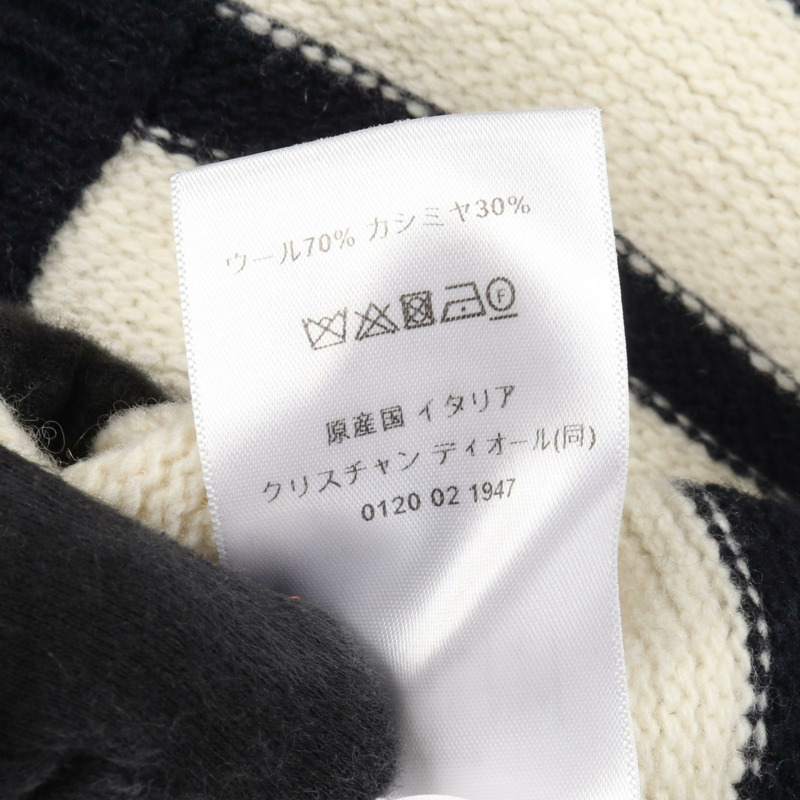 ウール70% カシミヤ30%
F
原産国 イタリア
クリスチャン ディオール(同)
0120 02 1947